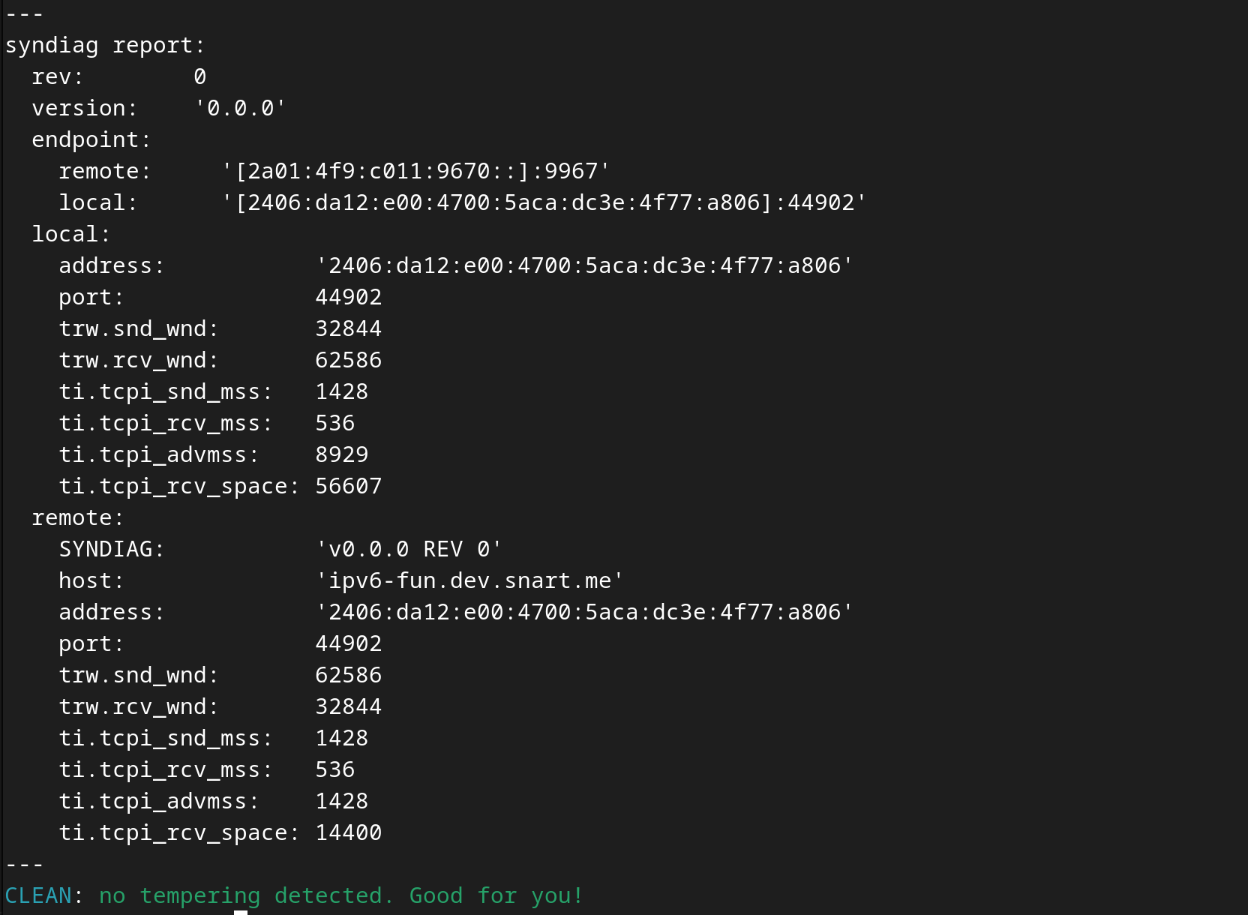 ---
syndiag report:
  rev:        0
  version:    '0.0.0'
  endpoint:
    remote:     '[2a01:4f9:c011:9670::]:9967'
    local:      '[2406:da12:e00:4700:5aca:dc3e:4f77:a806]:44902'
  local:
    address:           '2406:da12:e00:4700:5aca:dc3e:4f77:a806'
    port:              44902
    trw.snd_wnd:       32844
    trw.rcv_wnd:       62586
    ti.tcpi_snd_mss:   1428
    ti.tcpi_rcv_mss:   536
    ti.tcpi_advmss:    8929
    ti.tcpi_rcv_space: 56607
  remote:
    SYNDIAG:           'v0.0.0 REV 0'
    host:              'ipv6-fun.dev.snart.me'
    address:           '2406:da12:e00:4700:5aca:dc3e:4f77:a806'
    port:              44902
    trw.snd_wnd:       62586
    trw.rcv_wnd:       32844
    ti.tcpi_snd_mss:   1428
    ti.tcpi_rcv_mss:   536
    ti.tcpi_advmss:    1428
    ti.tcpi_rcv_space: 14400
---
CLEAN: no tempering detected. Good for you!